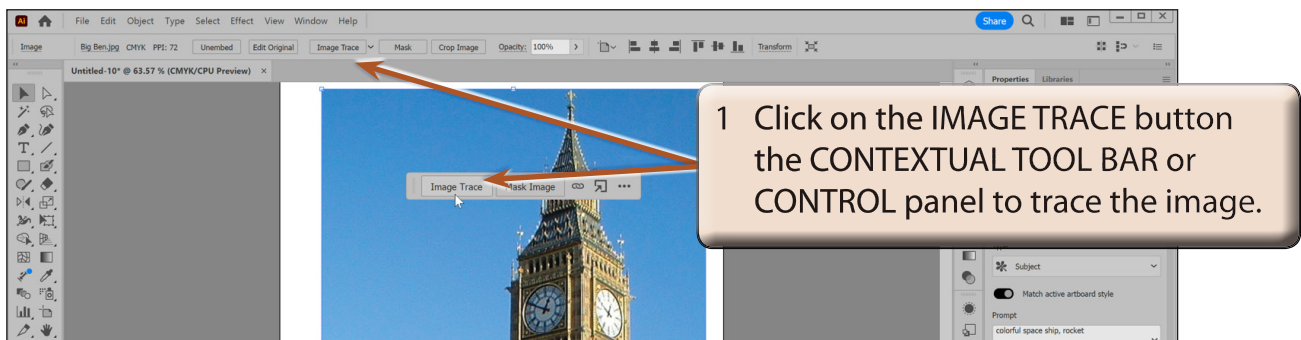 Ai File Edit Object Type Select Effect View Window Help Share
Image Big Ben.jpg CMYK PPI: 72 Unembed Edit Original Image Trace Mask Crop Image Opacity: 100% Transform
Untitled-10* @ 63.57 % (CMYK/CPU Preview) ×
Properties Libraries
1 Click on the IMAGE TRACE button
the CONTEXTUAL TOOL BAR or
CONTROL panel to trace the image.
Image Trace Mask Image
Subject
Match active artboard style
Prompt
colorful space ship, rocket